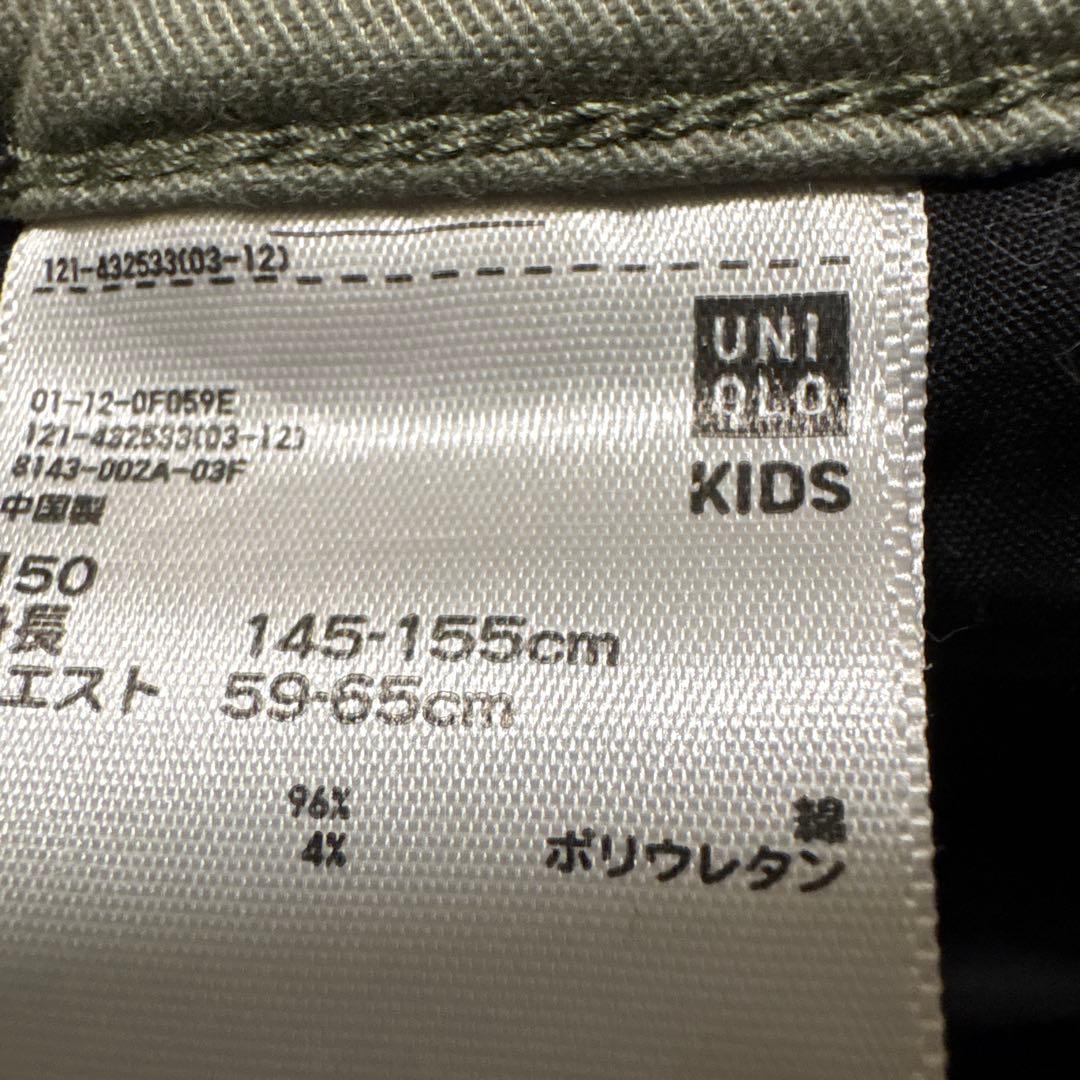 121-432533(03-12)
UNI
QLO
KIDS
01-12-0F059E
121-432533(03-12)
8143-002A-03F
中国製
150
身長 145-155cm
エスト 59-65cm
96% 綿
4% ポリウレタン